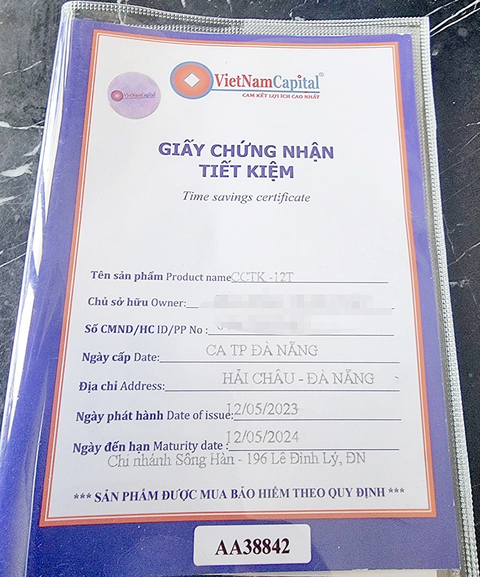 VietNamCapital®
CAM KẾT LỢI ÍCH CAO NHẤT
VietNamCapital
GIẤY CHỨNG NHẬN
TIẾT KIỆM
Time savings certificate
Tên sản phẩm Product name CCTK -12T
Chủ sở hữu Owner:
Số CMND/HC ID/PP No :
Ngày cấp Date: CA TP ĐÀ NẴNG
Địa chỉ Address: HẢI CHÂU - ĐÀ NẴNG
Ngày phát hành Date of issue: 12/05/2023
Ngày đến hạn Maturity date : 12/05/2024
Chi nhánh Sông Hàn - 196 Lê Đình Lý, ĐN
*** SẢN PHẨM ĐƯỢC MUA BẢO HIỂM THEO QUY ĐỊNH ***
AA38842